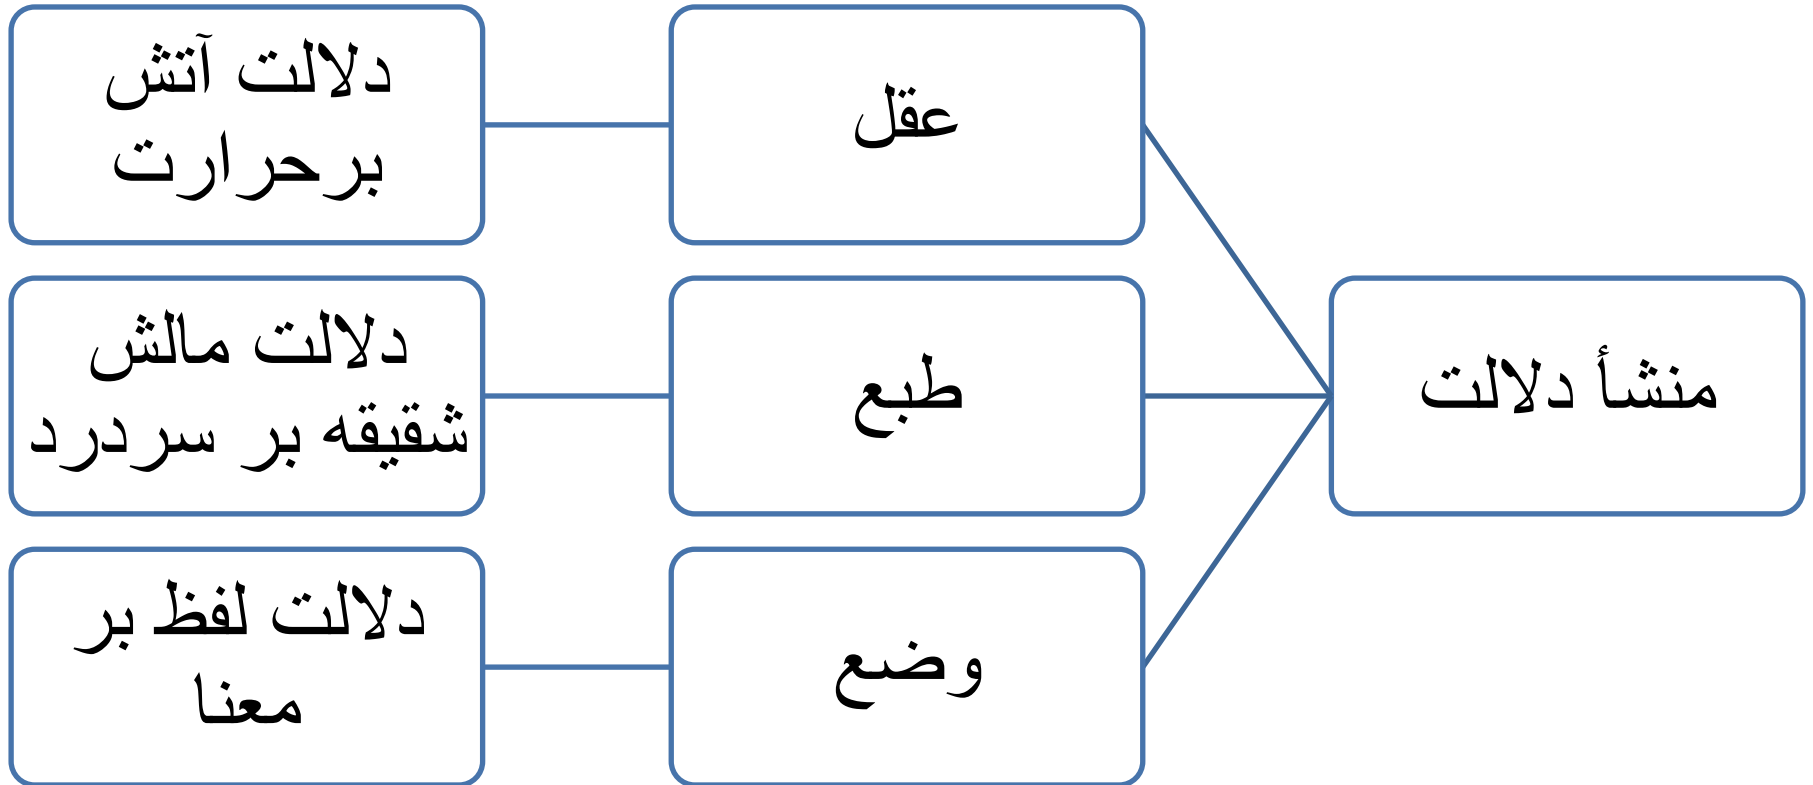 منشأ دلالت
عقل
دلالت آتش
برحرارت
طبع
دلالت مالش
شقیقه بر سردرد
وضع
دلالت لفظ بر
معنا